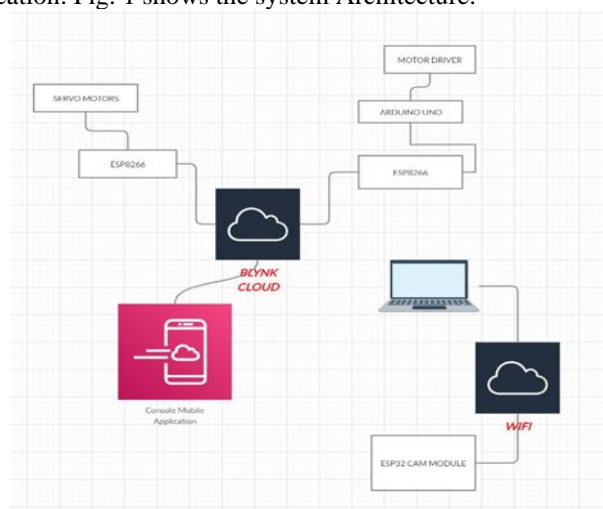 cation. Fig. 1 shows the system Architecture.
MOTOR DRIVER
SERVO MOTORS
ARDUINO UNO
ESP8266
ESP8266
BLYNK
CLOUD
Console Mobile
Application
WIFI
ESP32 CAM MODULE